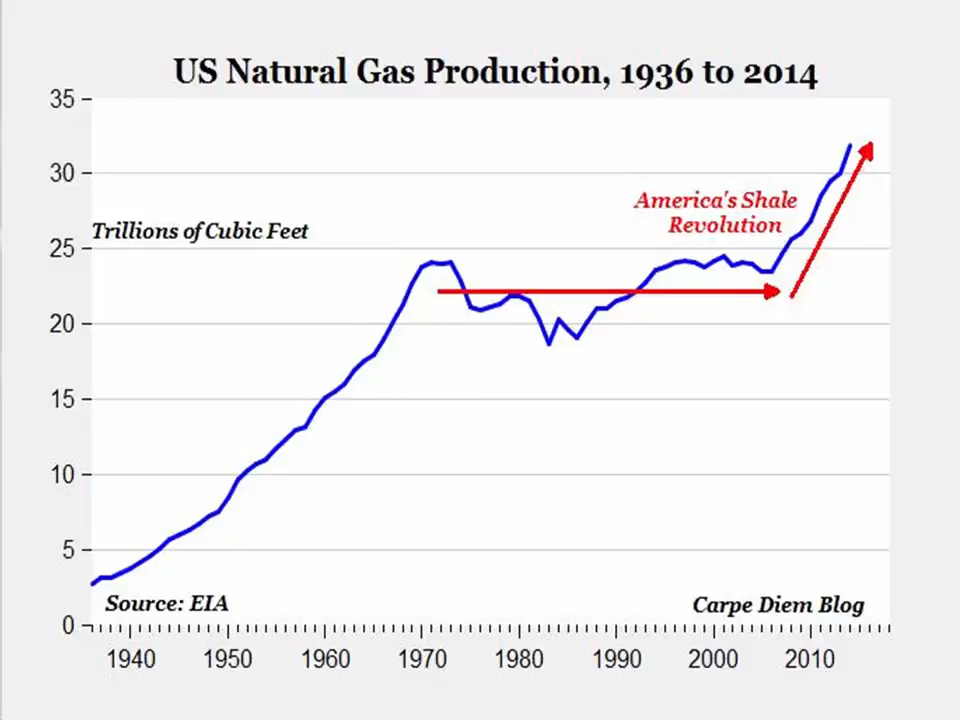 US Natural Gas Production, 1936 to 2014
35
30
America's Shale
Revolution
Trillions of Cubic Feet
25
20
15
10
5
Source: EIA
Carpe Diem Blog
0
1940 1950 1960 1970 1980 1990 2000 2010